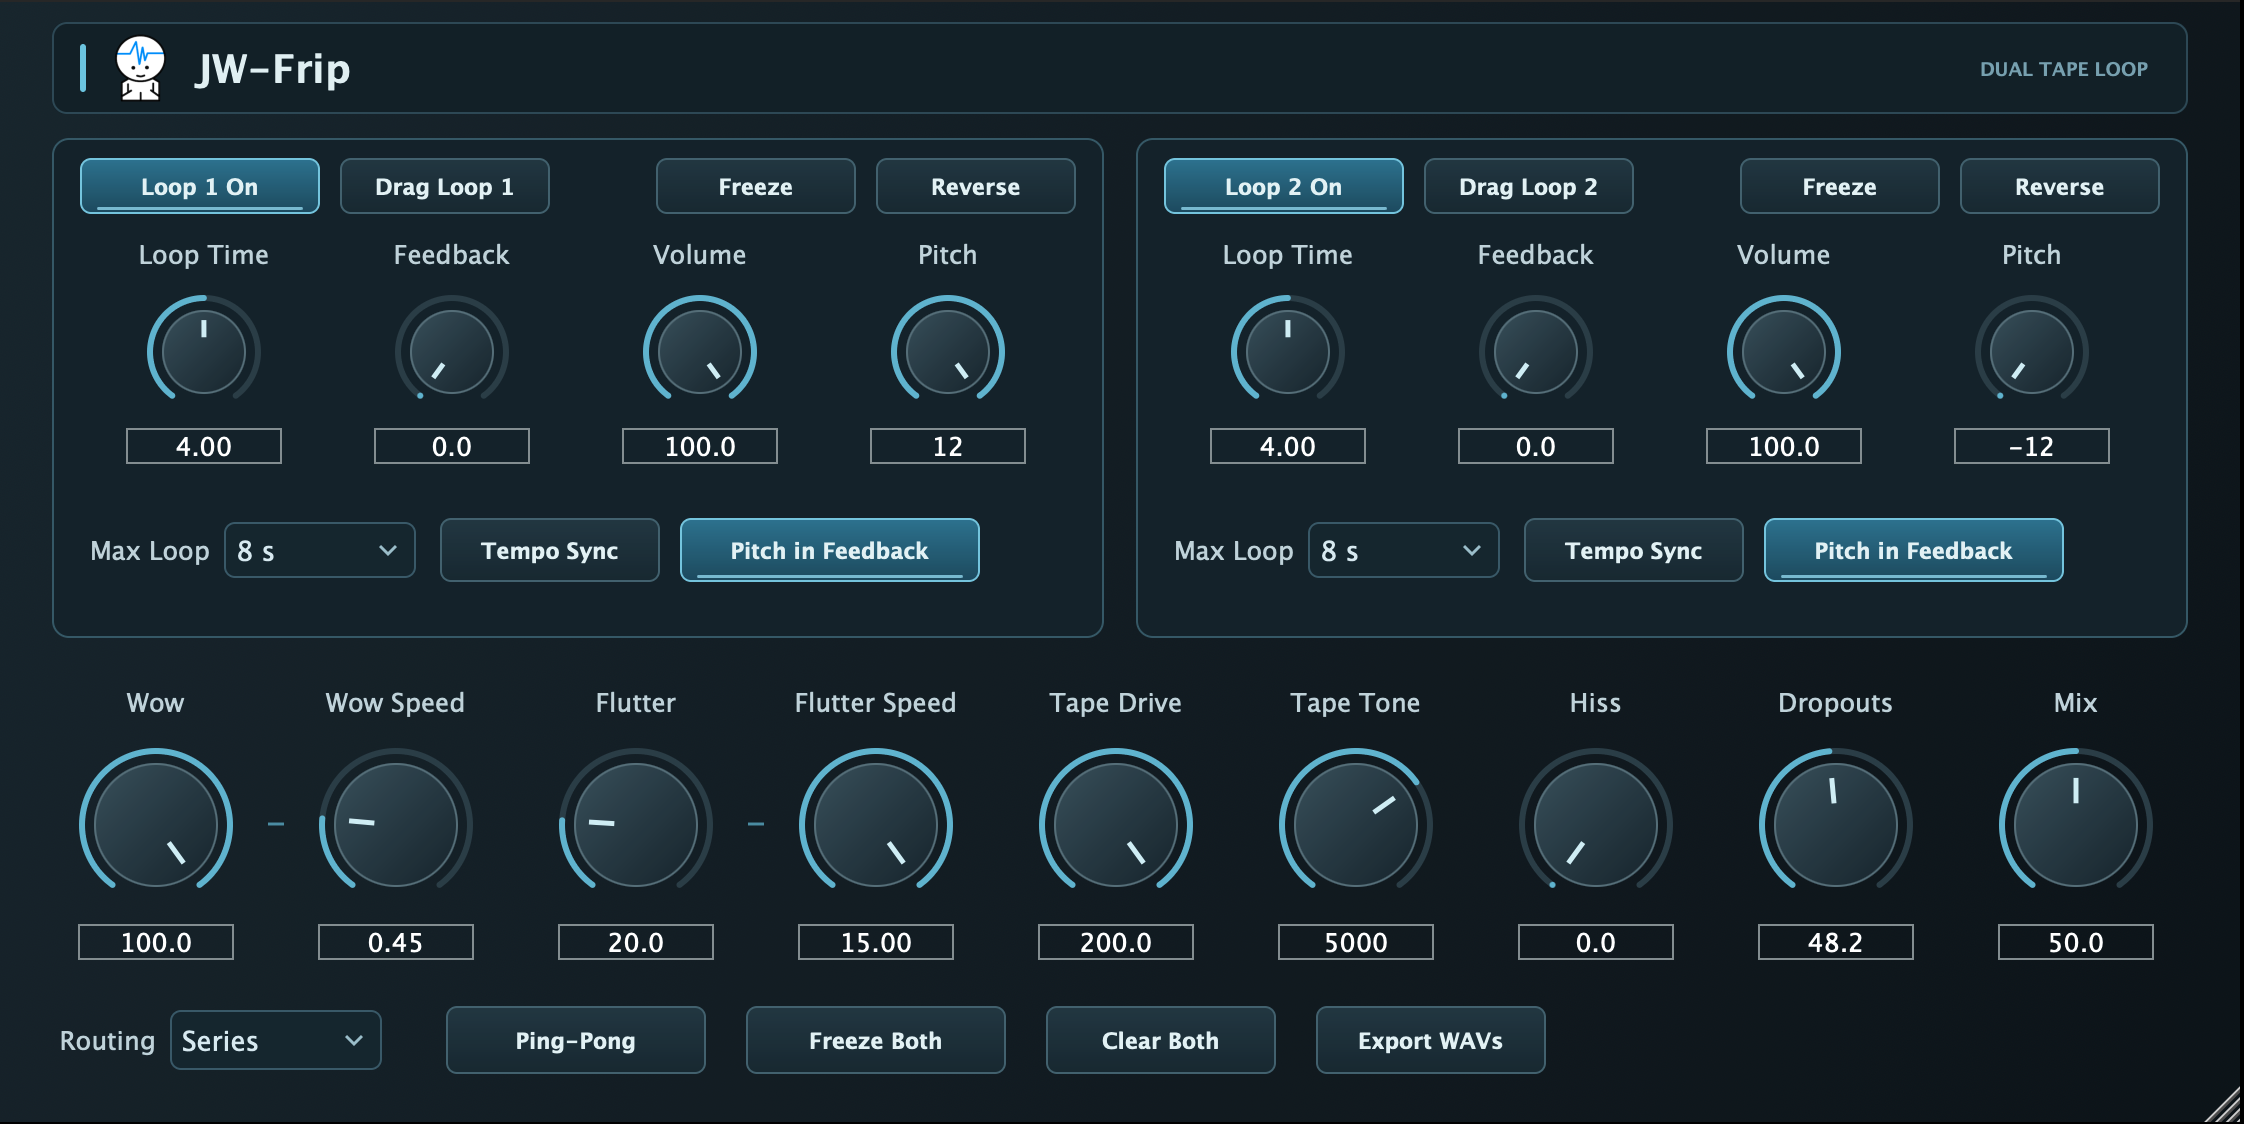 JW-Frip
DUAL TAPE LOOP
Loop 1 On
Drag Loop 1
Freeze
Reverse
Loop Time
Feedback
Volume
Pitch
4.00
0.0
100.0
12
Max Loop
8 s
Tempo Sync
Pitch in Feedback
Loop 2 On
Drag Loop 2
Freeze
Reverse
Loop Time
Feedback
Volume
Pitch
4.00
0.0
100.0
-12
Max Loop
8 s
Tempo Sync
Pitch in Feedback
Wow
Wow Speed
Flutter
Flutter Speed
Tape Drive
Tape Tone
Hiss
Dropouts
Mix
100.0
0.45
20.0
15.00
200.0
5000
0.0
48.2
50.0
Routing
Series
Ping-Pong
Freeze Both
Clear Both
Export WAVs